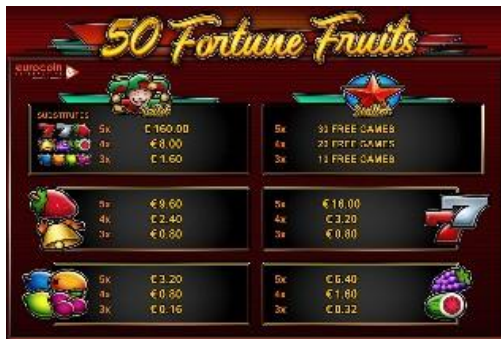 50 Fortune Fruits
eurocoin
SUBSTITUTES
5x €160.00
4x €8.00
3x €1.60
5x 30 FREE GAMES
4x 20 FREE GAMES
3x 10 FREE GAMES
5x €9.60
4x €2.40
3x €0.80
5x €16.00
4x €3.20
3x €0.80
5x €3.20
4x €0.80
3x €0.16
5x €6.40
4x €1.60
3x €0.32